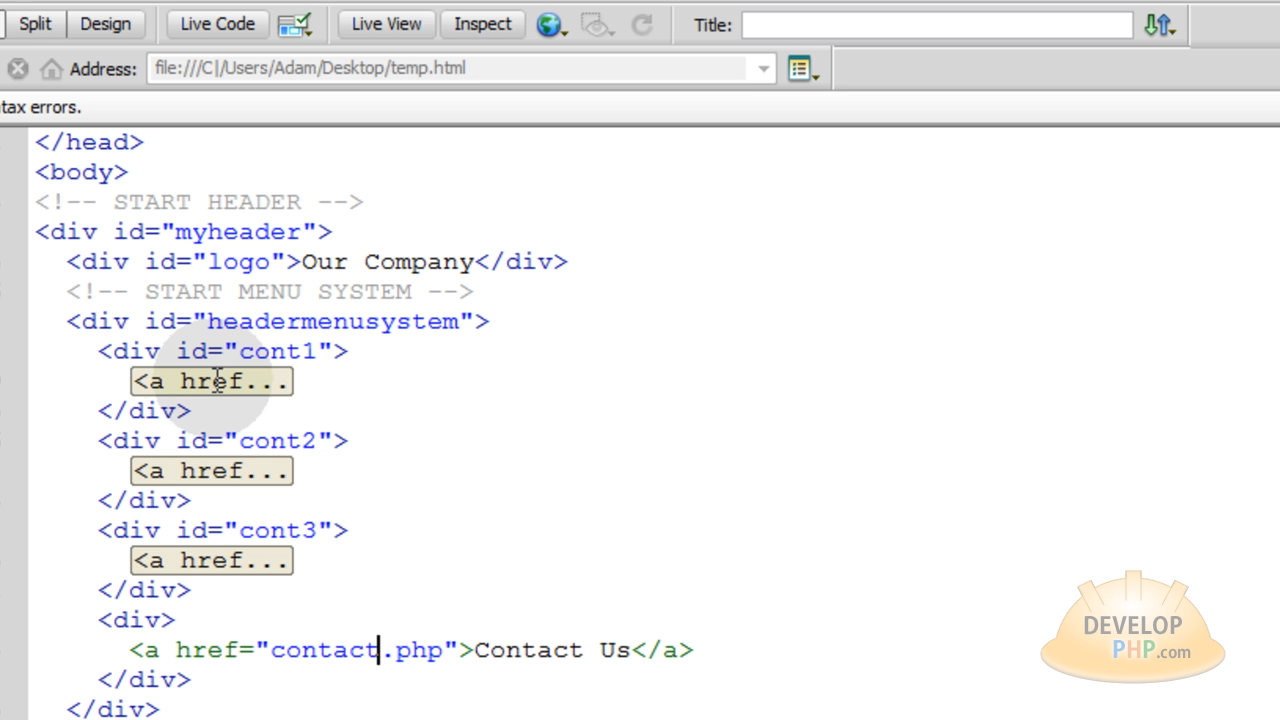 Split Design Live Code Live View Inspect Title:
Address: file:///C|/Users/Adam/Desktop/temp.html
tax errors.
</head>
<body>
<!-- START HEADER -->
<div id="myheader">
<div id="logo">Our Company</div>
<!-- START MENU SYSTEM -->
<div id="headermenusystem">
<div id="cont1">
<a href...
</div>
<div id="cont2">
<a href...
</div>
<div id="cont3">
<a href...
</div>
<div>
<a href="contact.php">Contact Us</a>
</div>
</div>
DEVELOP
PHP.com